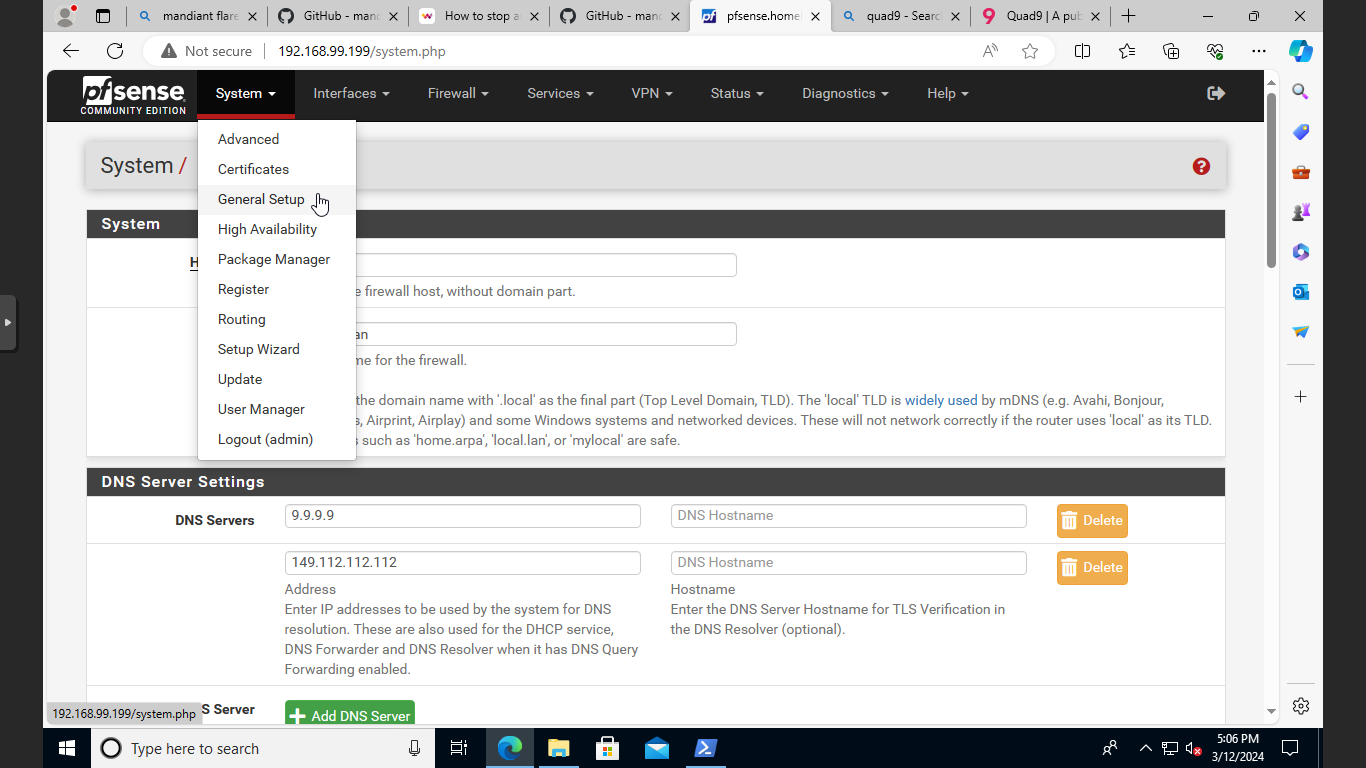 mandiant flare
GitHub - mand
How to stop a
GitHub - mand
pfsense.home
quad9 - Searc
Quad9 | A pub
Not secure
192.168.99.199/system.php
pfsense
COMMUNITY EDITION
System
Interfaces
Firewall
Services
VPN
Status
Diagnostics
Help
Advanced
Certificates
General Setup
High Availability
Package Manager
Register
Routing
Setup Wizard
Update
User Manager
Logout (admin)
System /
System
H
e firewall host, without domain part.
an
me for the firewall.
the domain name with '.local' as the final part (Top Level Domain, TLD). The 'local' TLD is widely used by mDNS (e.g. Avahi, Bonjour,
s, Airprint, Airplay) and some Windows systems and networked devices. These will not network correctly if the router uses 'local' as its TLD.
s such as 'home.arpa', 'local.lan', or 'mylocal' are safe.
DNS Server Settings
DNS Servers
9.9.9.9
DNS Hostname
Delete
149.112.112.112
DNS Hostname
Delete
Address
Enter IP addresses to be used by the system for DNS
resolution. These are also used for the DHCP service,
DNS Forwarder and DNS Resolver when it has DNS Query
Forwarding enabled.
Hostname
Enter the DNS Server Hostname for TLS Verification in
the DNS Resolver (optional).
S Server
Add DNS Server
192.168.99.199/system.php
Type here to search
5:06 PM
3/12/2024